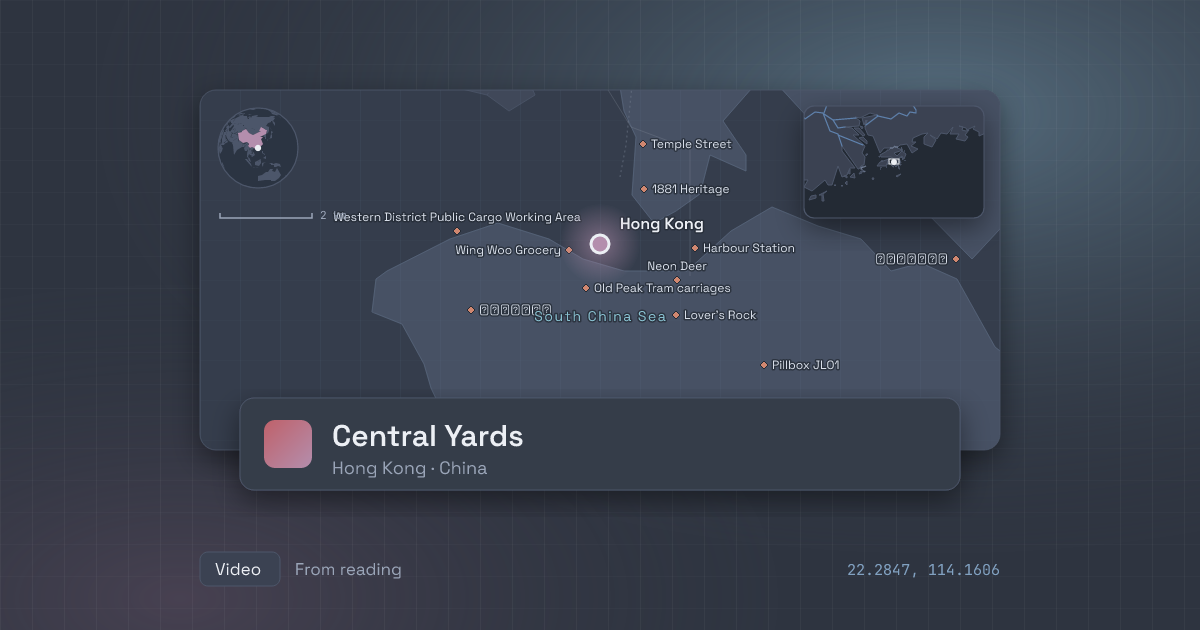 Temple Street
1881 Heritage
2
Western District Public Cargo Working Area
Hong Kong
Wing Woo Grocery
Harbour Station
Neon Deer
Old Peak Tram carriages
South China Sea
Lover's Rock
Pillbox JL01
Central Yards
Hong Kong · China
Video
From reading
22.2847, 114.1606